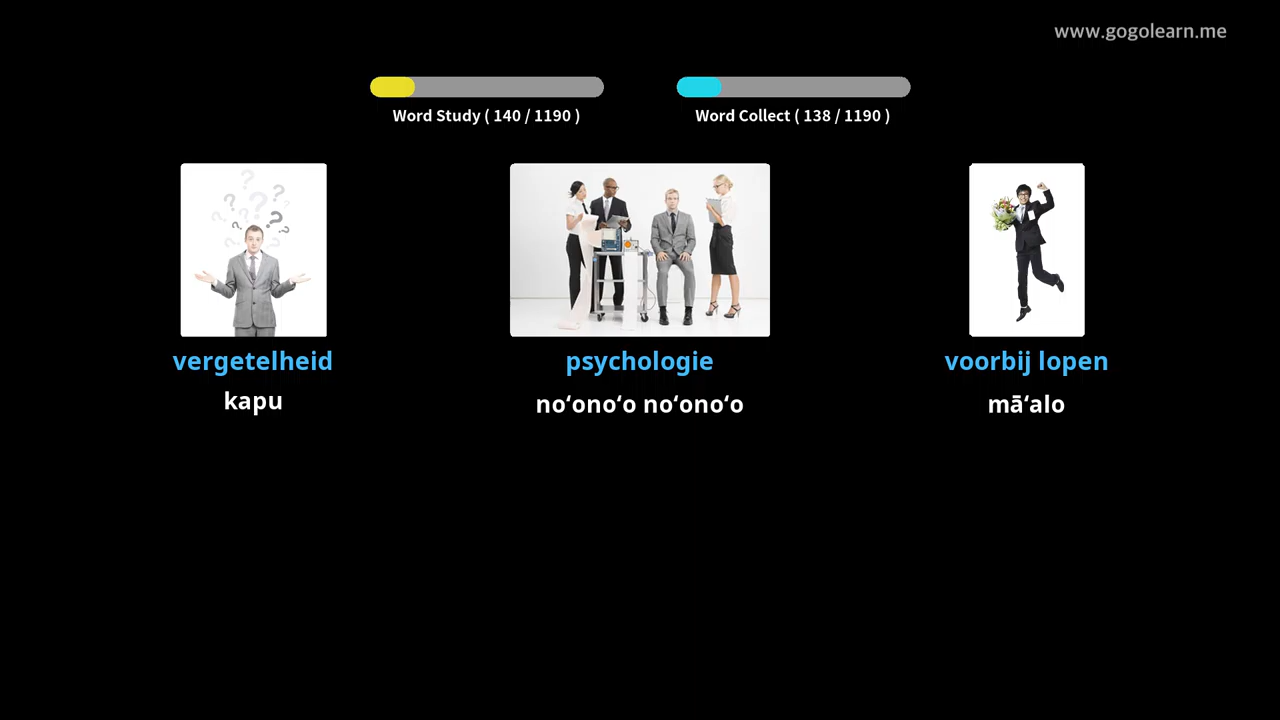 www.gogolearn.me
Word Study ( 140 / 1190 )
Word Collect ( 138 / 1190 )
vergetelheid
psychologie
voorbij lopen
kapu
noʻonoʻo noʻonoʻo
māʻalo